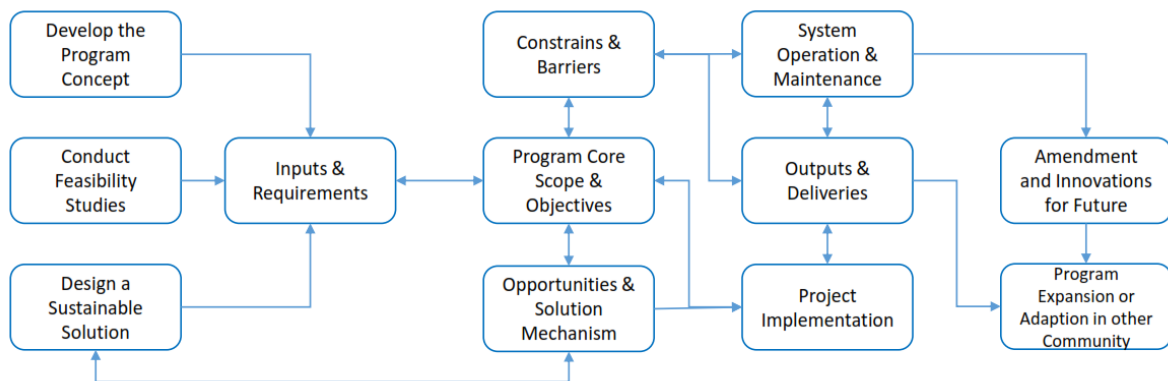 Develop the
Program
Concept
Conduct
Feasibility
Studies
Design a
Sustainable
Solution
Inputs &
Requirements
Constrains &
Barriers
Program Core
Scope &
Objectives
Opportunities &
Solution
Mechanism
System
Operation &
Maintenance
Outputs &
Deliveries
Project
Implementation
Amendment
and Innovations
for Future
Program
Expansion or
Adaption in other
Community